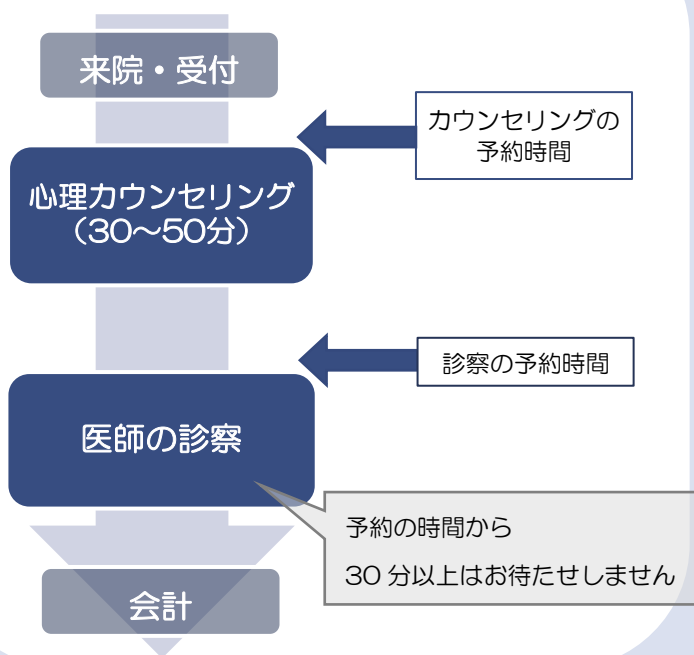 来院・受付
カウンセリングの
予約時間
心理カウンセリング
（30～50分）
診察の予約時間
医師の診察
予約の時間から
30 分以上はお待たせしません
会計